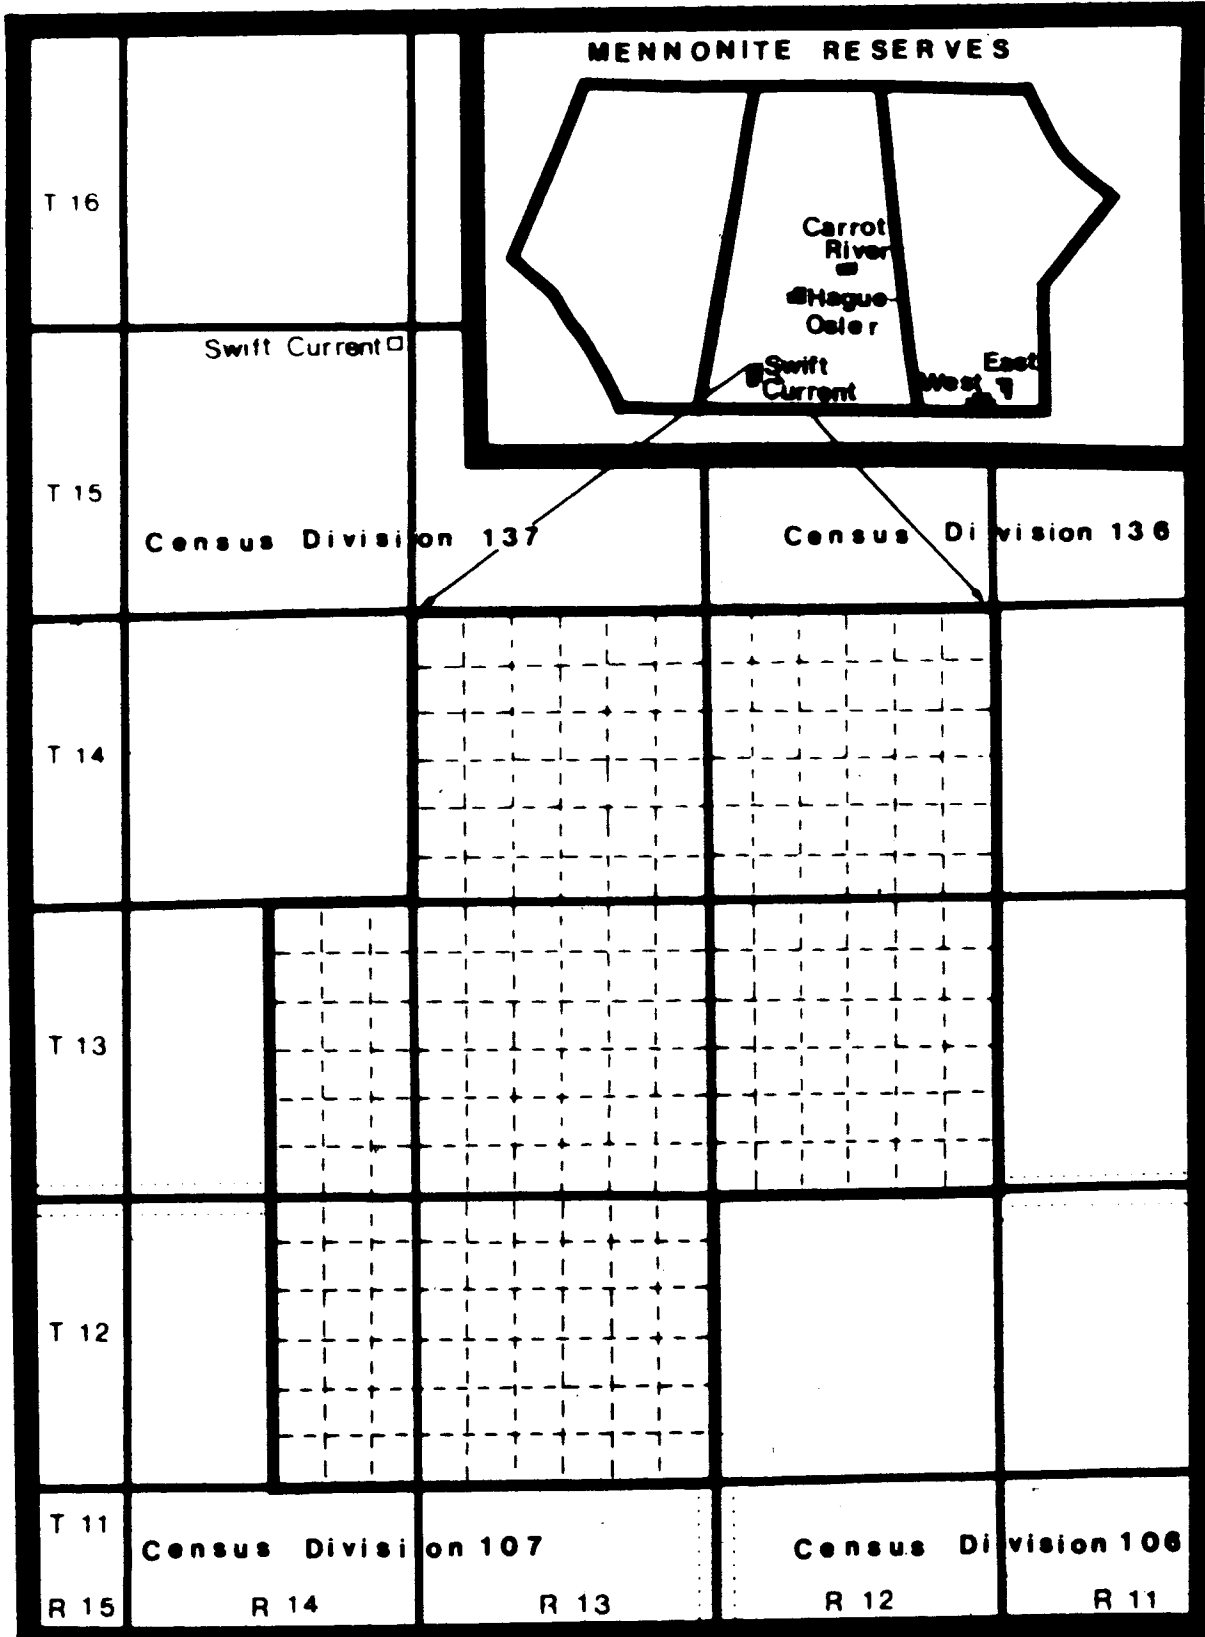 MENNONITE RESERVES
Carrot
River
Hague
Osler
Swift
Current
West
East
T 16
Swift Current
T 15
Census Division 137
Census Division 136
T 14
T 13
T 12
T 11
Census Division 107
Census Division 106
R 15
R 14
R 13
R 12
R 11